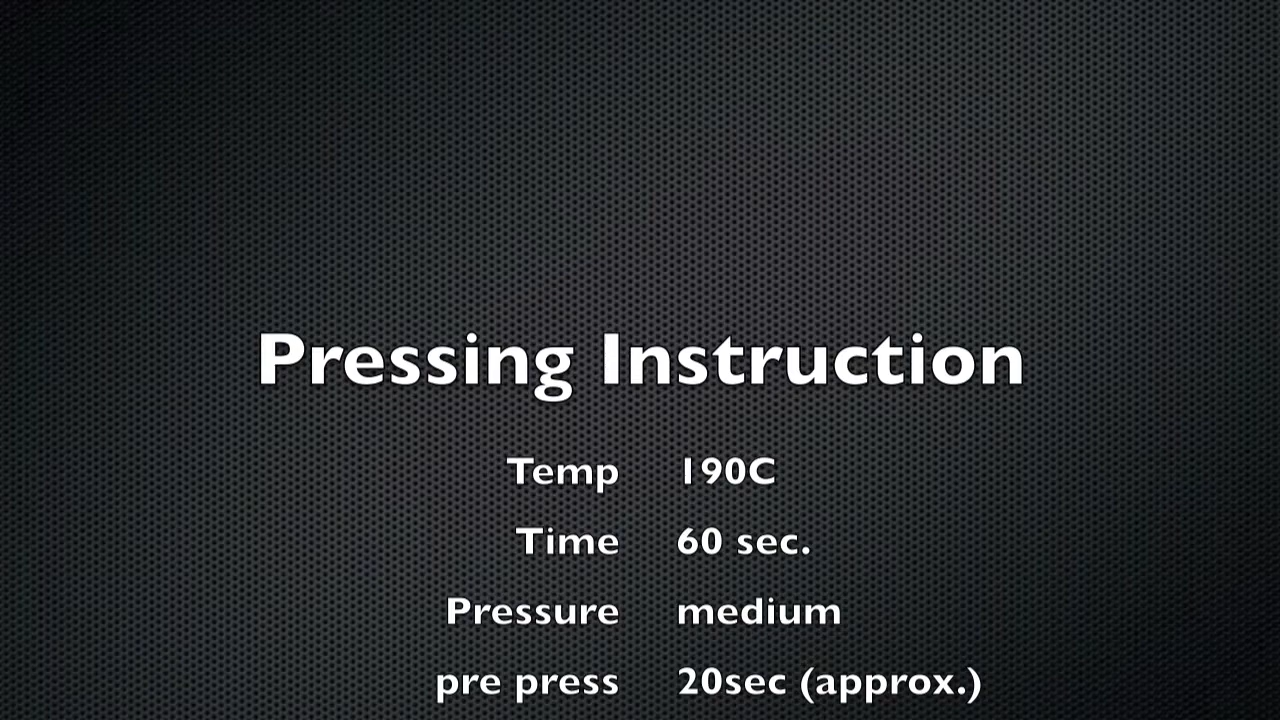 Pressing Instruction
Temp 190C
Time 60 sec.
Pressure medium
pre press 20sec (approx.)